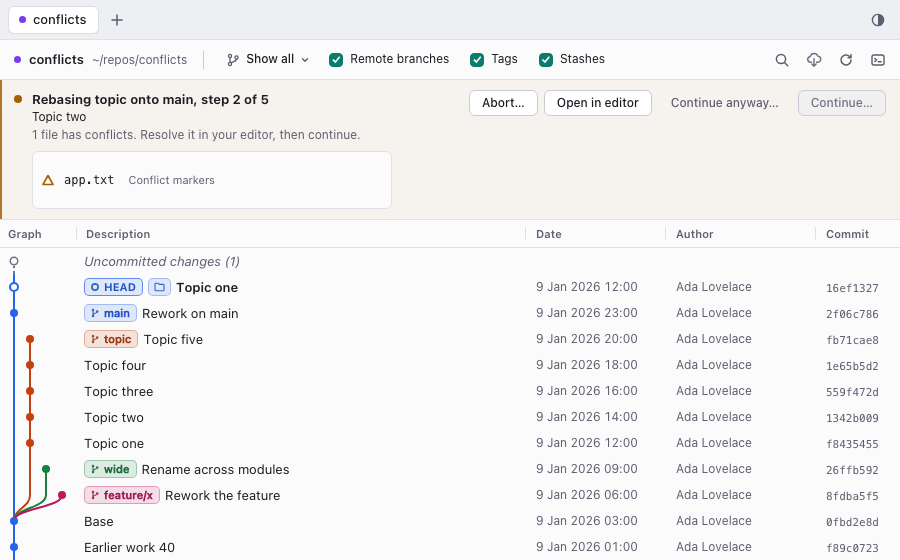 conflicts
conflicts ~/repos/conflicts Show all Remote branches Tags Stashes
Rebasing topic onto main, step 2 of 5
Topic two
1 file has conflicts. Resolve it in your editor, then continue.
Abort... Open in editor Continue anyway... Continue...
app.txt Conflict markers
Graph Description Date Author Commit
Uncommitted changes (1)
HEAD Topic one 9 Jan 2026 12:00 Ada Lovelace 16ef1327
main Rework on main 9 Jan 2026 23:00 Ada Lovelace 2f06c786
topic Topic five 9 Jan 2026 20:00 Ada Lovelace fb71cae8
Topic four 9 Jan 2026 18:00 Ada Lovelace 1e65b5d2
Topic three 9 Jan 2026 16:00 Ada Lovelace 559f472d
Topic two 9 Jan 2026 14:00 Ada Lovelace 1342b009
Topic one 9 Jan 2026 12:00 Ada Lovelace f8435455
wide Rename across modules 9 Jan 2026 09:00 Ada Lovelace 26ffb592
feature/x Rework the feature 9 Jan 2026 06:00 Ada Lovelace 8fdba5f5
Base 9 Jan 2026 03:00 Ada Lovelace 0fbd2e8d
Earlier work 40 9 Jan 2026 01:00 Ada Lovelace f89c0723